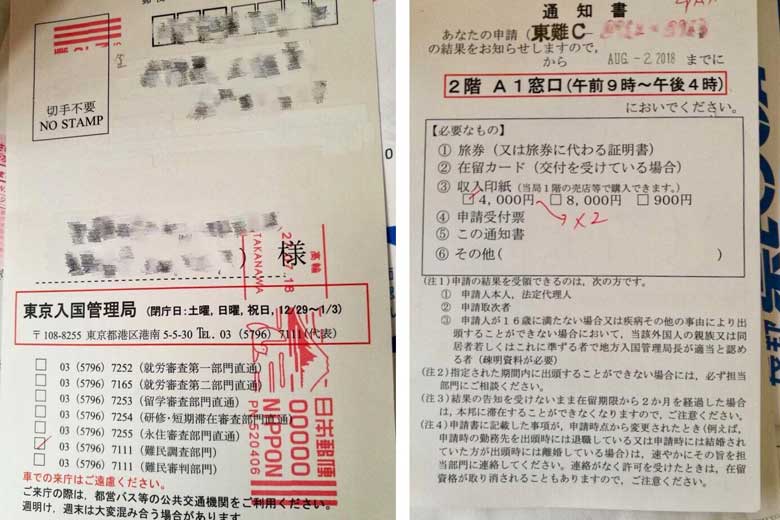 切手不要
NO STAMP
様
高輪
TAKANAWA
.18
東京入国管理局 (閉庁日:土曜,日曜,祝日,12/29〜1/3)
〒108-8255 東京都港区港南5-5-30 TEL. 03 (5796) 7111(代表)
□ 03 (5796) 7252 (就労審査第一部門直通)
□ 03 (5796) 7165 (就労審査第二部門直通)
□ 03 (5796) 7253 (留学審査部門直通)
□ 03 (5796) 7254 (研修・短期滞在審査部門直通)
□ 03 (5796) 7255 (永住審査部門直通)
☑ 03 (5796) 7111 (難民調査部門)
□ 03 (5796) 7111 (難民審判部門)
日本郵便
00000
NIPPON
PN520406
車での来庁はご遠慮ください。
ご来庁の際は,都営バス等の公共交通機関をご利用ください。
週明け,週末は大変混み合う場合があります。
通知書
あなたの申請(東難C
の結果をお知らせしますので,
から AUG.-2.2018 までに
2階 A1窓口(午前9時〜午後4時)
においでください。
【必要なもの】
① 旅券(又は旅券に代わる証明書)
② 在留カード(交付を受けている場合)
③ 収入印紙(当局1階の売店等で購入できます。)
☑ 4,000円 □ 8,000円 □ 900円
×2
④ 申請受付票
⑤ この通知書
⑥ その他( )
(注1)申請の結果を受領できるのは,次の方です。
① 申請人本人,法定代理人
② 申請取次者
③ 申請人が16歳に満たない場合又は疾病その他の事由により出
頭することができない場合において,当該外国人の親族又は同
居者若しくはこれに準ずる者で地方入国管理局長が適当と認め
る者(疎明資料が必要)
(注2)指定された期間内に出頭することができない場合には,必ず担当
部門にご相談ください。
(注3)結果の告知を受けないまま在留期限から2か月を経過した場合
は,本邦に滞在することができなくなりますので,ご注意ください。
(注4)申請書に記載した事項が,申請時点から変更されたとき(例えば,
申請時の勤務先を出頭時には退職している又は申請時には結婚され
ていた方が出頭時には離婚している場合)は,速やかにその旨を担
当部門に連絡してください。連絡がなく許可を受けたときは,在留
資格が取り消されることもありますので,ご注意ください。